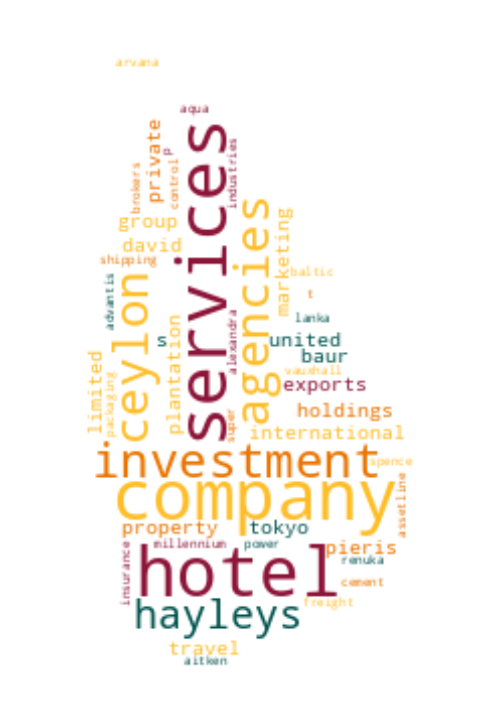 arvana
aqua
services
private
p
control
brokers
industries
group
david
agencies
marketing
shipping
baltic
t
advantis
ceylon
s
plantation
alexandra
lanka
united
baur
vauxhall
exports
limited
packaging
super
holdings
international
investment
spence
company
assetline
property
tokyo
millennium
power
pieris
renuka
insurance
hotel
cement
freight
hayleys
travel
aitken